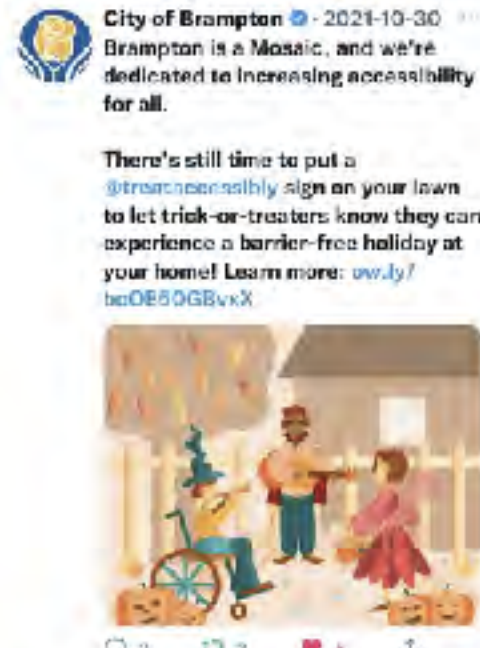 City of Brampton · 2021-10-30
Brampton is a Mosaic, and we're
dedicated to increasing accessibility
for all.
There's still time to put a
@treataccessibly sign on your lawn
to let trick-or-treaters know they can
experience a barrier-free holiday at
your home! Learn more: ow.ly/